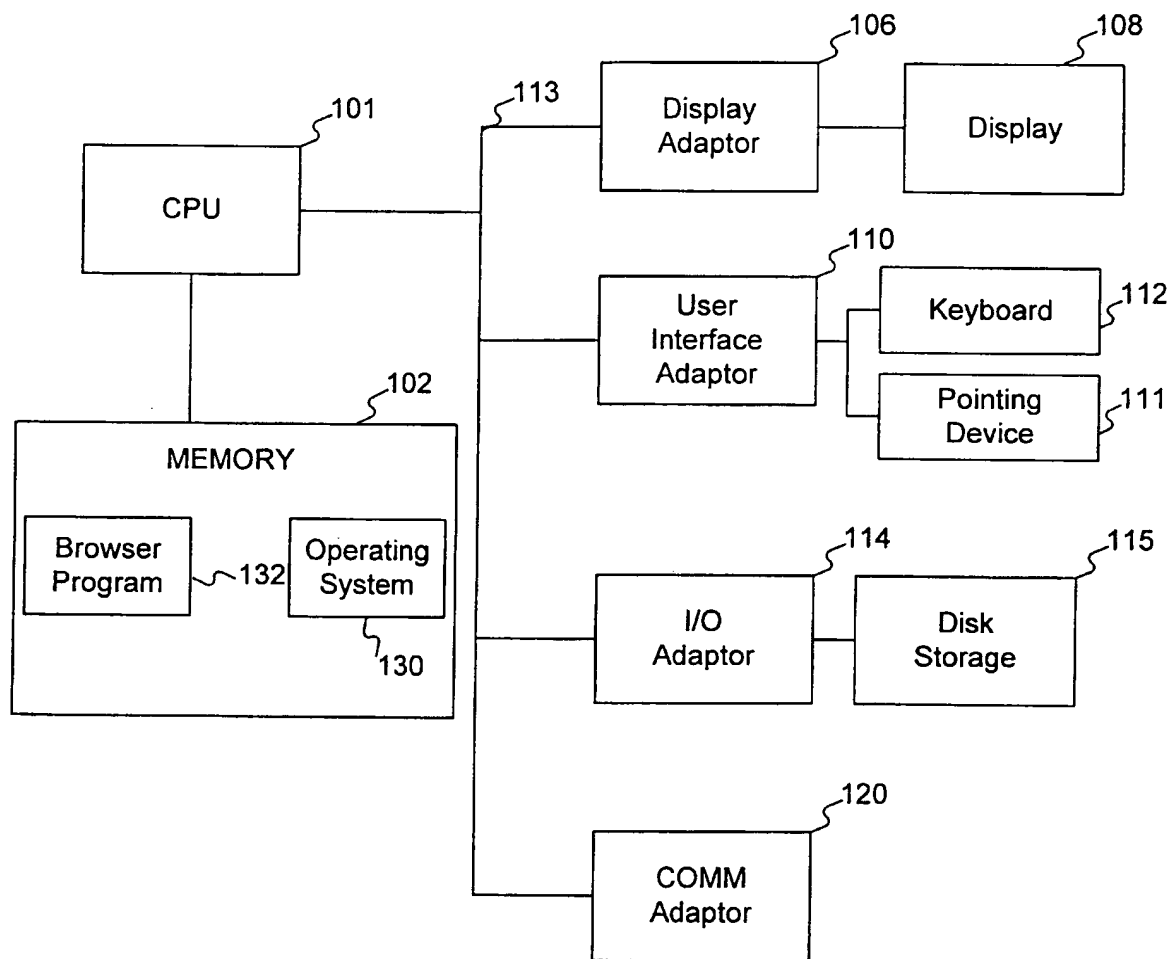 106
108
113
101
Display
Adaptor
Display
CPU
110
User
Interface
Adaptor
Keyboard
112
Pointing
Device
111
102
MEMORY
Browser
Program
132
Operating
System
130
114
115
I/O
Adaptor
Disk
Storage
120
COMM
Adaptor